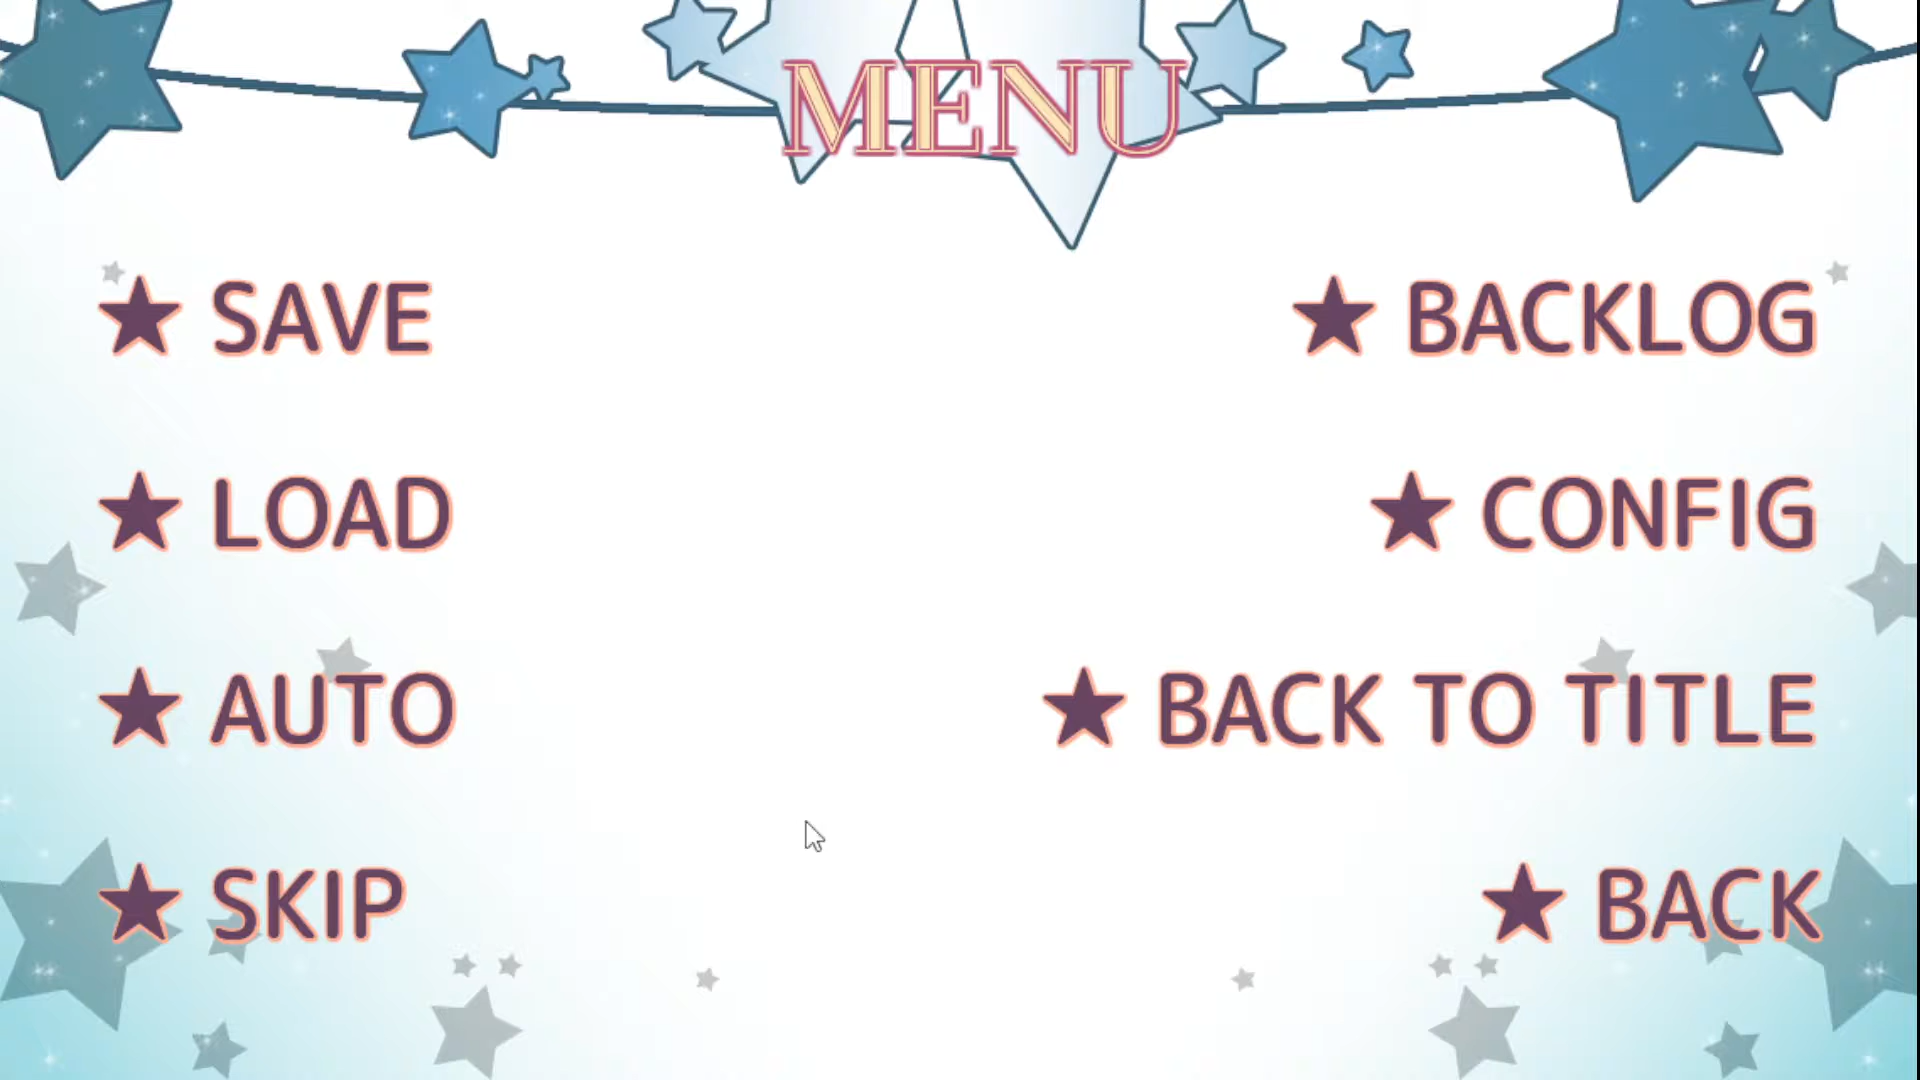 MENU
★ SAVE
★ LOAD
★ AUTO
★ SKIP
★ BACKLOG
★ CONFIG
★ BACK TO TITLE
★ BACK